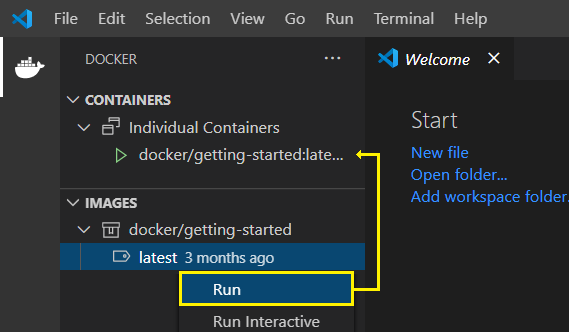 File Edit Selection View Go Run Terminal Help
DOCKER ...
Welcome
CONTAINERS
Individual Containers
docker/getting-started:late...
Start
New file
Open folder...
Add workspace folder.
IMAGES
docker/getting-started
latest 3 months ago
Run
Run Interactive